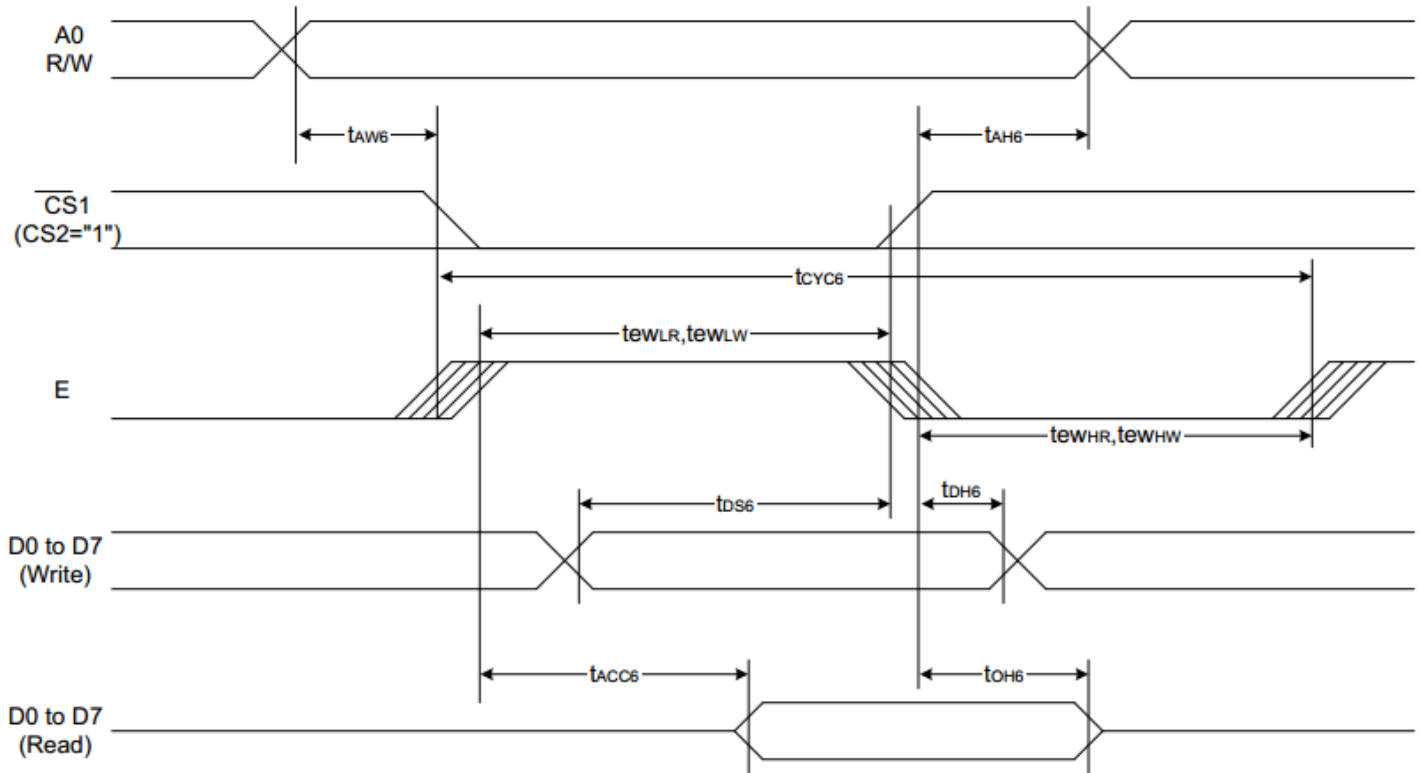 A0
R/W
tAW6
tAH6
CS1
(CS2="1")
tCYC6
tewLR,tewLW
E
tewHR,tewHW
tDS6
tDH6
D0 to D7
(Write)
tACC6
tOH6
D0 to D7
(Read)